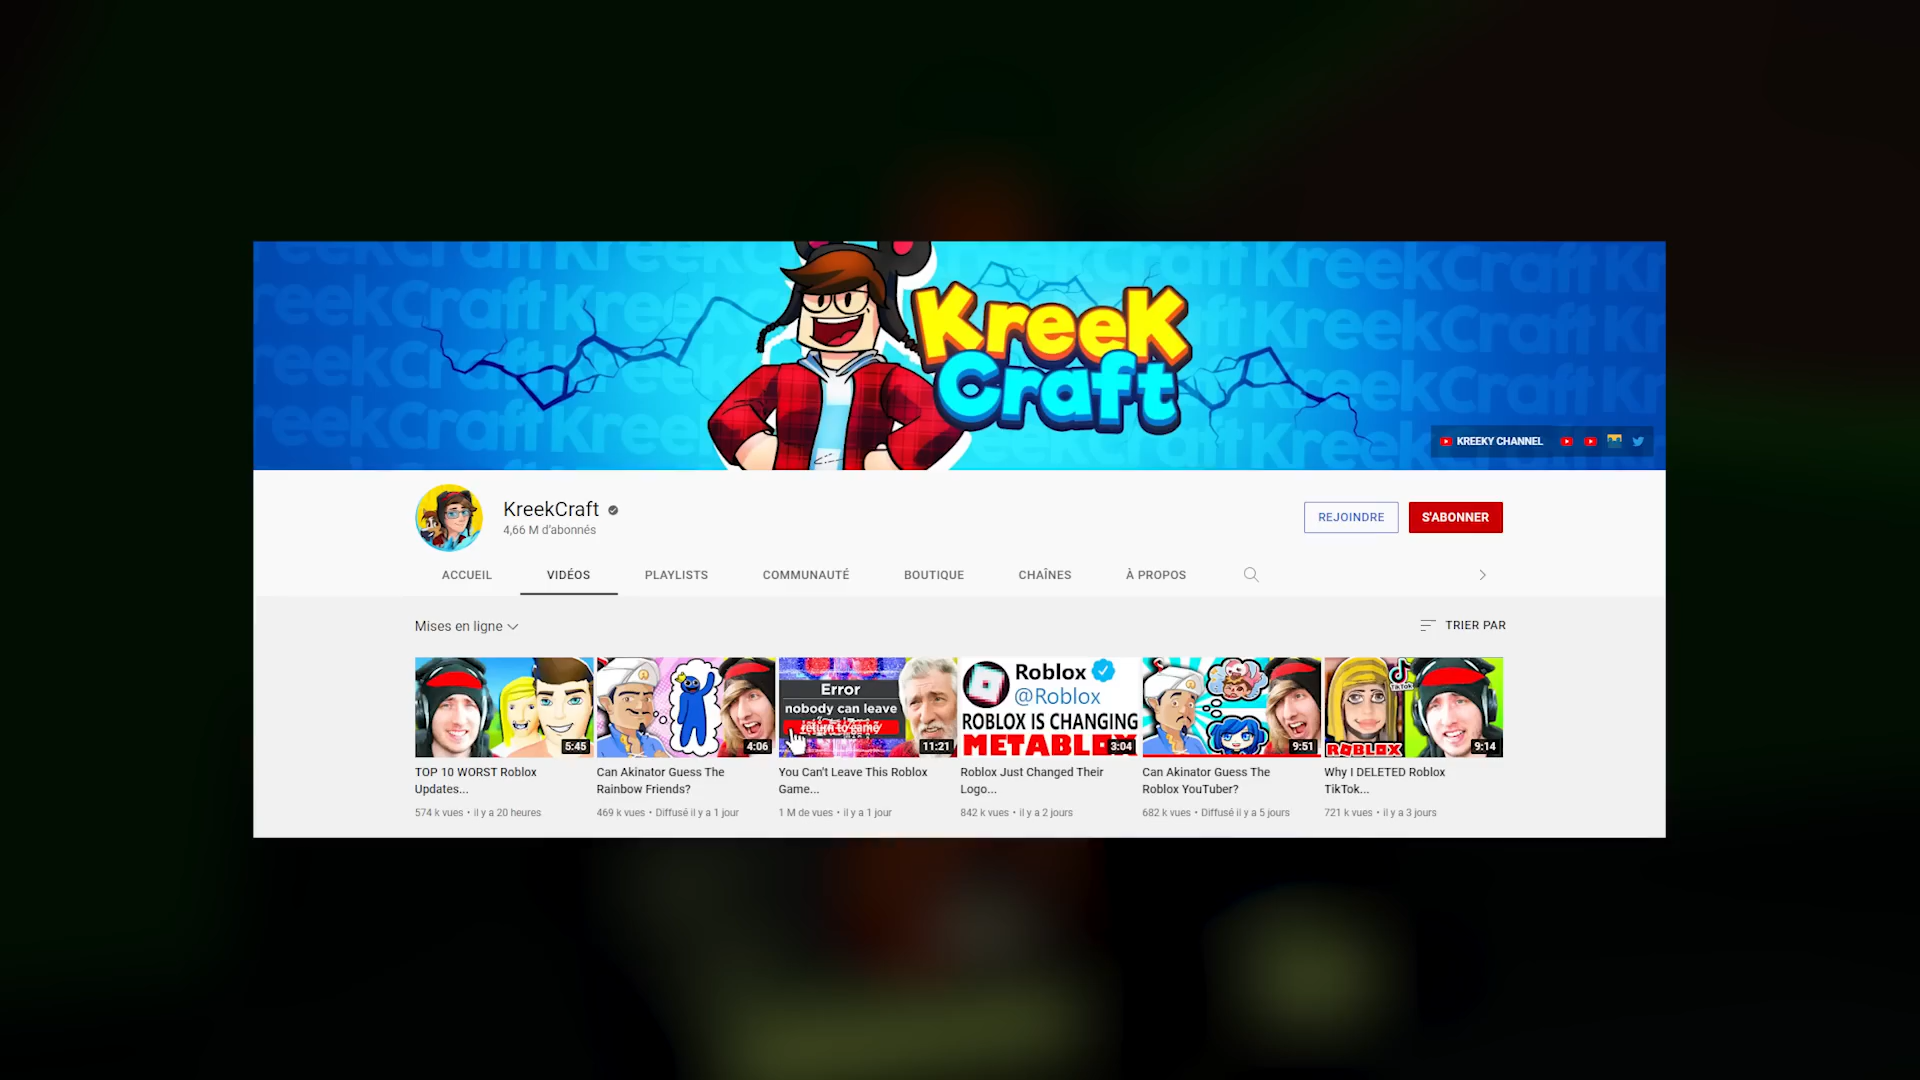 Kreek
Craft
KREEKY CHANNEL
KreekCraft
4,66 M d'abonnés
REJOINDRE
S'ABONNER
ACCUEIL
VIDÉOS
PLAYLISTS
COMMUNAUTÉ
BOUTIQUE
CHAÎNES
À PROPOS
Mises en ligne
TRIER PAR
5:45
4:06
Error
nobody can leave
return to game
11:21
Roblox
@Roblox
ROBLOX IS CHANGING
METABLOX
3:04
9:51
TikTok
ROBLOX
9:14
TOP 10 WORST Roblox
Updates...
574 k vues • il y a 20 heures
Can Akinator Guess The
Rainbow Friends?
469 k vues • Diffusé il y a 1 jour
You Can't Leave This Roblox
Game...
1 M de vues • il y a 1 jour
Roblox Just Changed Their
Logo...
842 k vues • il y a 2 jours
Can Akinator Guess The
Roblox YouTuber?
682 k vues • Diffusé il y a 5 jours
Why I DELETED Roblox
TikTok...
721 k vues • il y a 3 jours